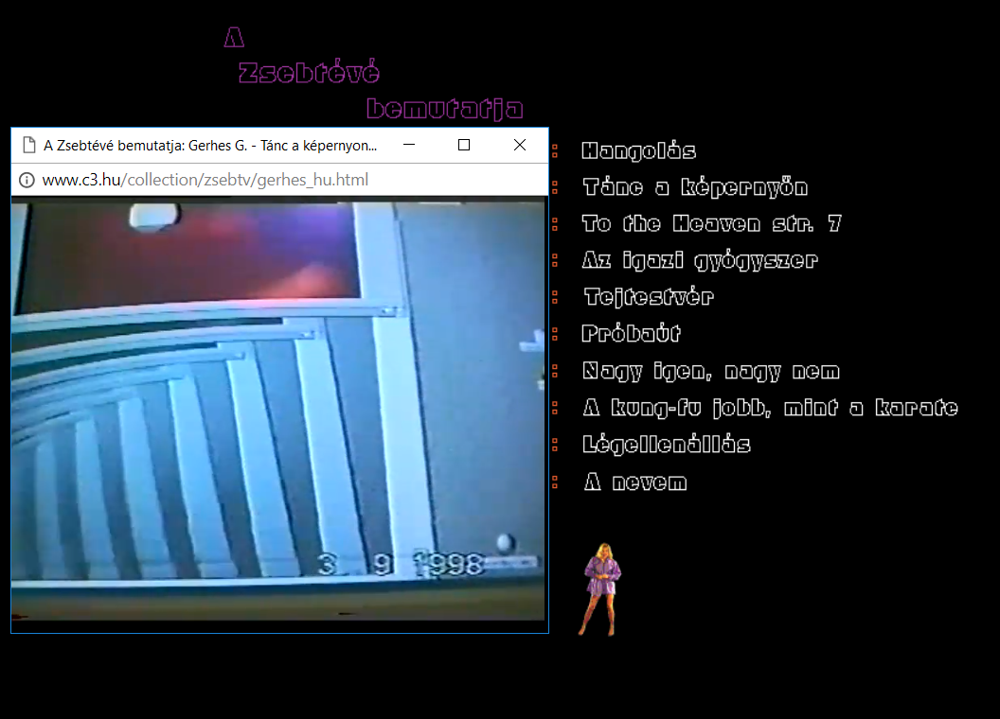 A
Zsebtévé
bemutatja
A Zsebtévé bemutatja: Gerhes G. - Tánc a képernyon...
www.c3.hu/collection/zsebtv/gerhes_hu.html
: Hangolás
: Tánc a képernyőn
: To the Heaven str. 7
: Az igazi gyógyszer
: Tejtestvér
: Próbaút
: Nagy igen, nagy nem
: A kung-fu jobb, mint a karate
: Légellenállás
: A nevem
3. 9 1998